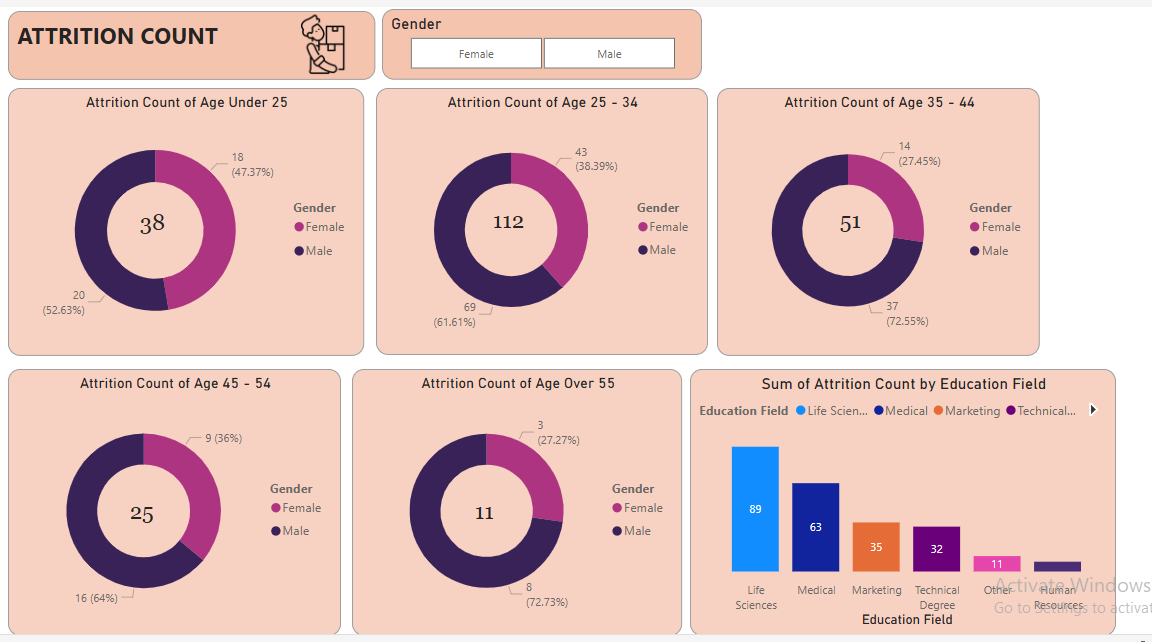 ATTRITION COUNT
Gender
Female
Male
Attrition Count of Age Under 25
18
(47.37%)
38
20
(52.63%)
Gender
Female
Male
Attrition Count of Age 25 - 34
43
(38.39%)
112
69
(61.61%)
Gender
Female
Male
Attrition Count of Age 35 - 44
14
(27.45%)
51
37
(72.55%)
Gender
Female
Male
Attrition Count of Age 45 - 54
9 (36%)
25
16 (64%)
Gender
Female
Male
Attrition Count of Age Over 55
3
(27.27%)
11
8
(72.73%)
Gender
Female
Male
Sum of Attrition Count by Education Field
Education Field Life Scien... Medical Marketing Technical...
89
63
35
32
11
Life
Sciences
Medical
Marketing
Technical
Degree
Other
Human
Resources
Education Field
Activate Windows
Go to Settings to activat